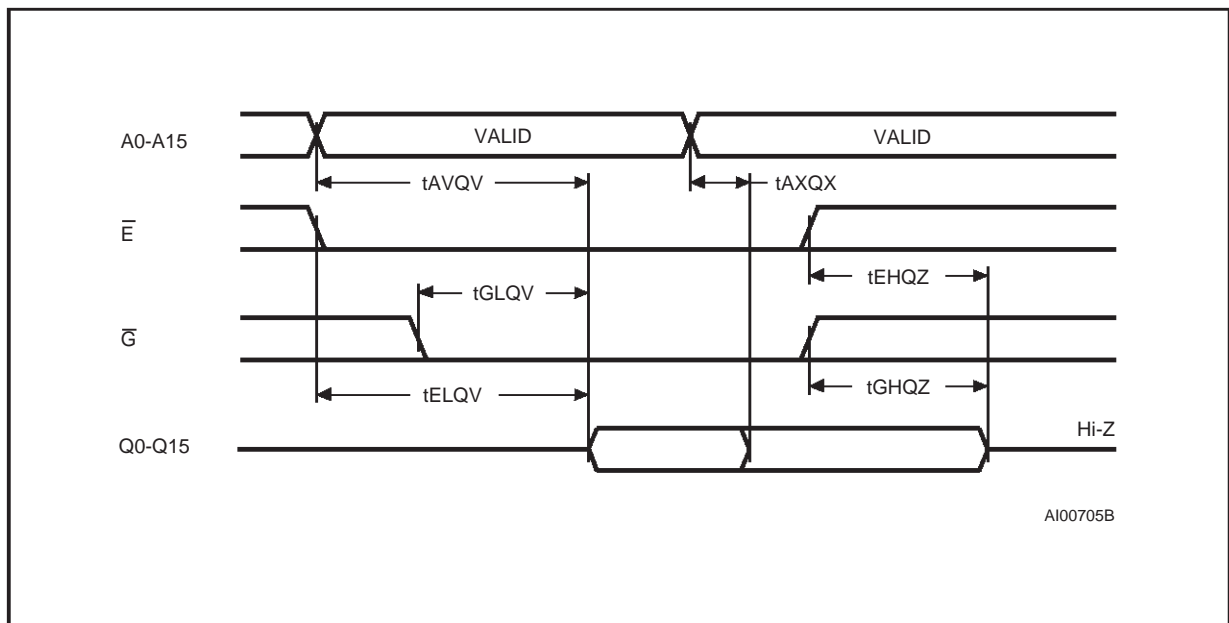 A0-A15
VALID
VALID
tAVQV
tAXQX
E̅
tEHQZ
tGLQV
G̅
tGHQZ
tELQV
Q0-Q15
Hi-Z
AI00705B